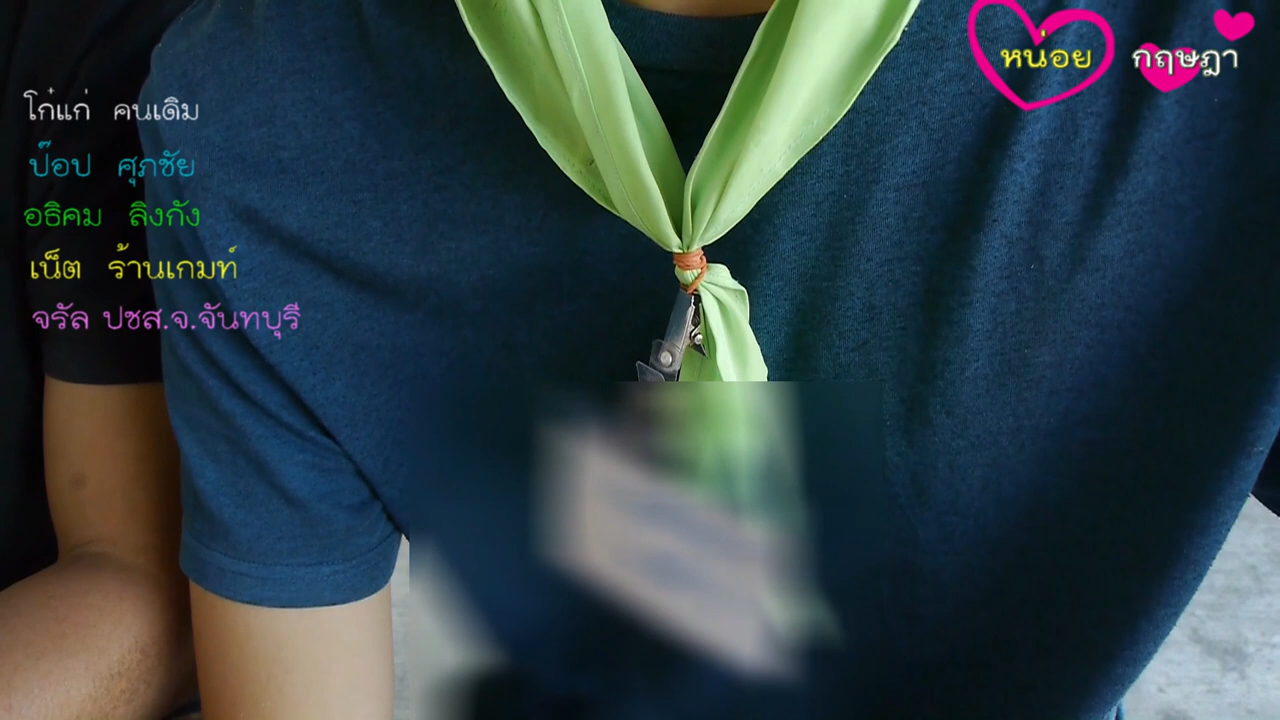 หน่อย กฤษฎา
โก๋แก่ คนเดิม
ป๊อป ศุภชัย
อธิคม ลิงกัง
เน็ต ร้านเกมท์
จรัล ปชส.จ.จันทบุรี